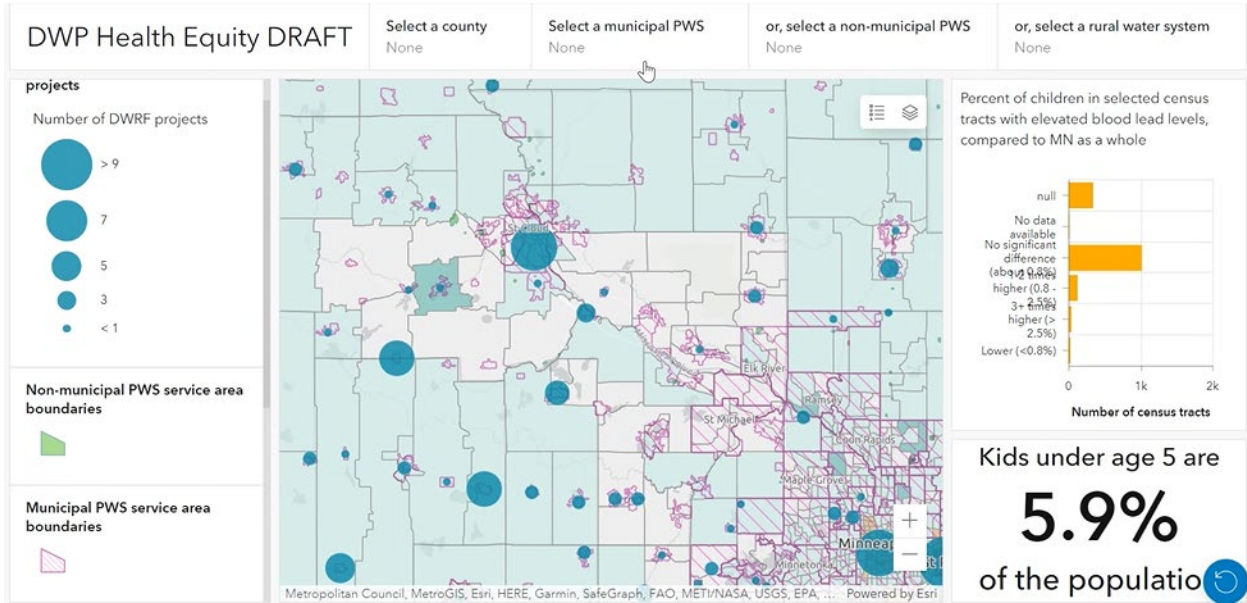 DWP Health Equity DRAFT
Select a county
None
Select a municipal PWS
None
or, select a non-municipal PWS
None
or, select a rural water system
None
projects
Number of DWRF projects
> 9
7
5
3
< 1
Non-municipal PWS service area
boundaries
Municipal PWS service area
boundaries
St Cloud
Elk River
Ramsey
St Michael
Coon Rapids
Maple Grove
Minneap
Minnetonka
Metropolitan Council, MetroGIS, Esri, HERE, Garmin, SafeGraph, FAO, METI/NASA, USGS, EPA, ...
Powered by Esri
Percent of children in selected census
tracts with elevated blood lead levels,
compared to MN as a whole
null
No data
available
No significant
difference
(about 0.8%)
1-2 times
higher (0.8 -
2.5%)
3+ times
higher (>
2.5%)
Lower (<0.8%)
0
1k
2k
Number of census tracts
Kids under age 5 are
5.9%
of the populatio